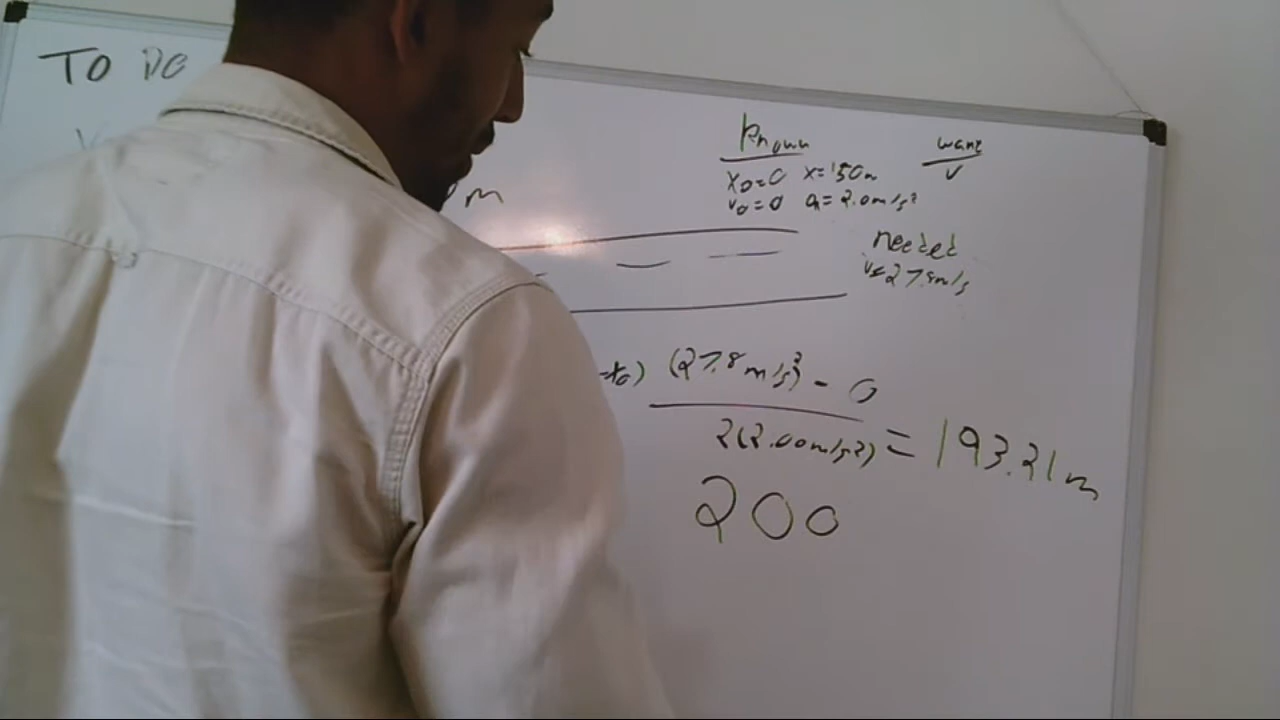 TO DO
Known
want
x₀=0 x=150m
v
v₀=0 a=2.0m/s²
m
needed
v=27.8m/s
-x₀) (27.8m/s)² - 0
2(2.00m/s²) = 193.21m
200